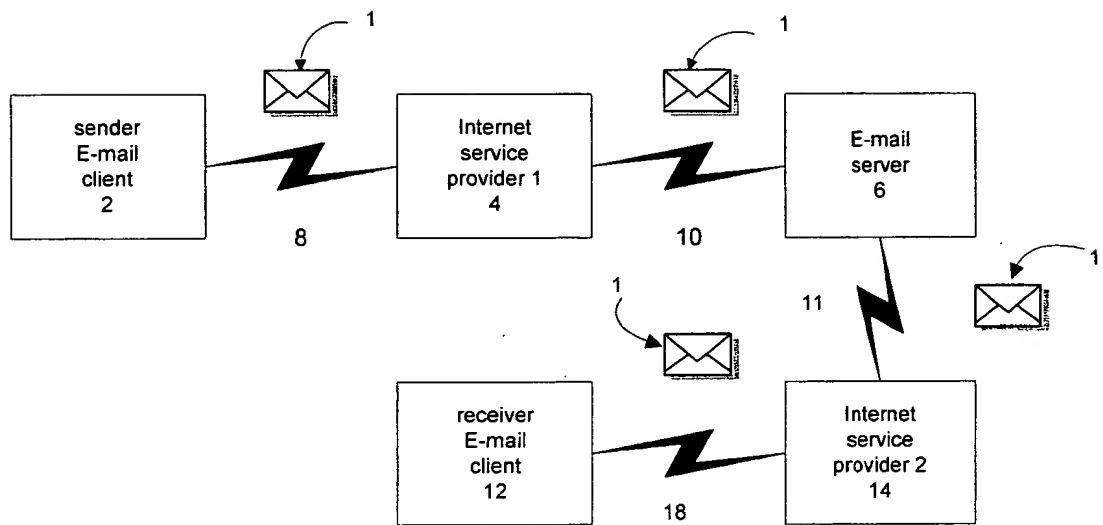 1
1
sender
E-mail
client
2
Internet
service
provider 1
4
E-mail
server
6
8
10
1
1
11
receiver
E-mail
client
12
Internet
service
provider 2
14
18